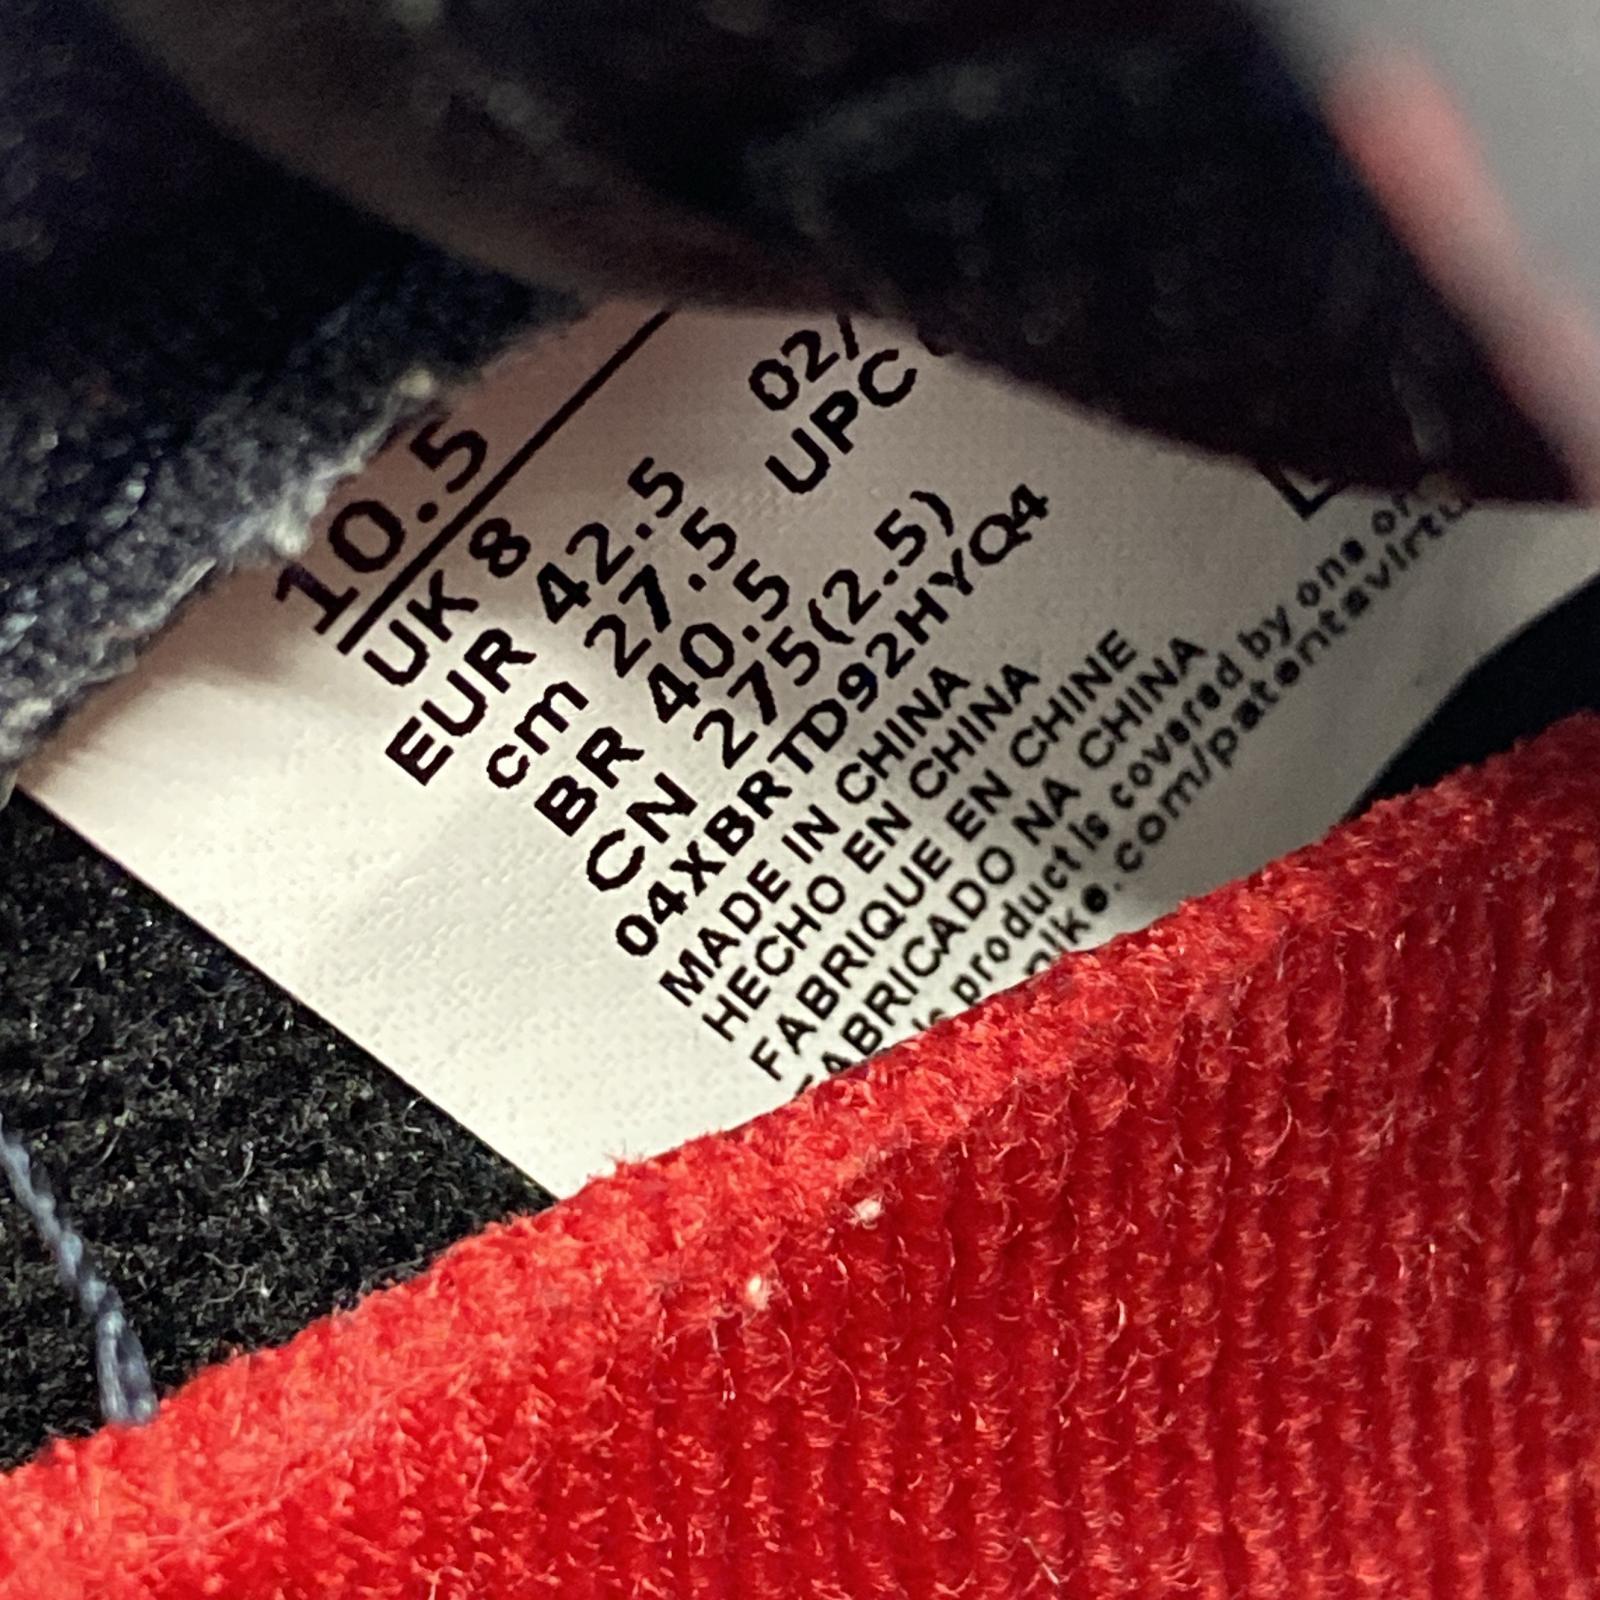 10.5
UK 8
EUR 42.5
cm 27.5
BR 40.5
CN 275(2.5)
02/
UPC
04XBRTD92HYQ4
MADE IN CHINA
HECHO EN CHINA
FABRIQUE EN CHINE
FABRICADO NA CHINA
product is covered by one or
nike.com/patentavirtu